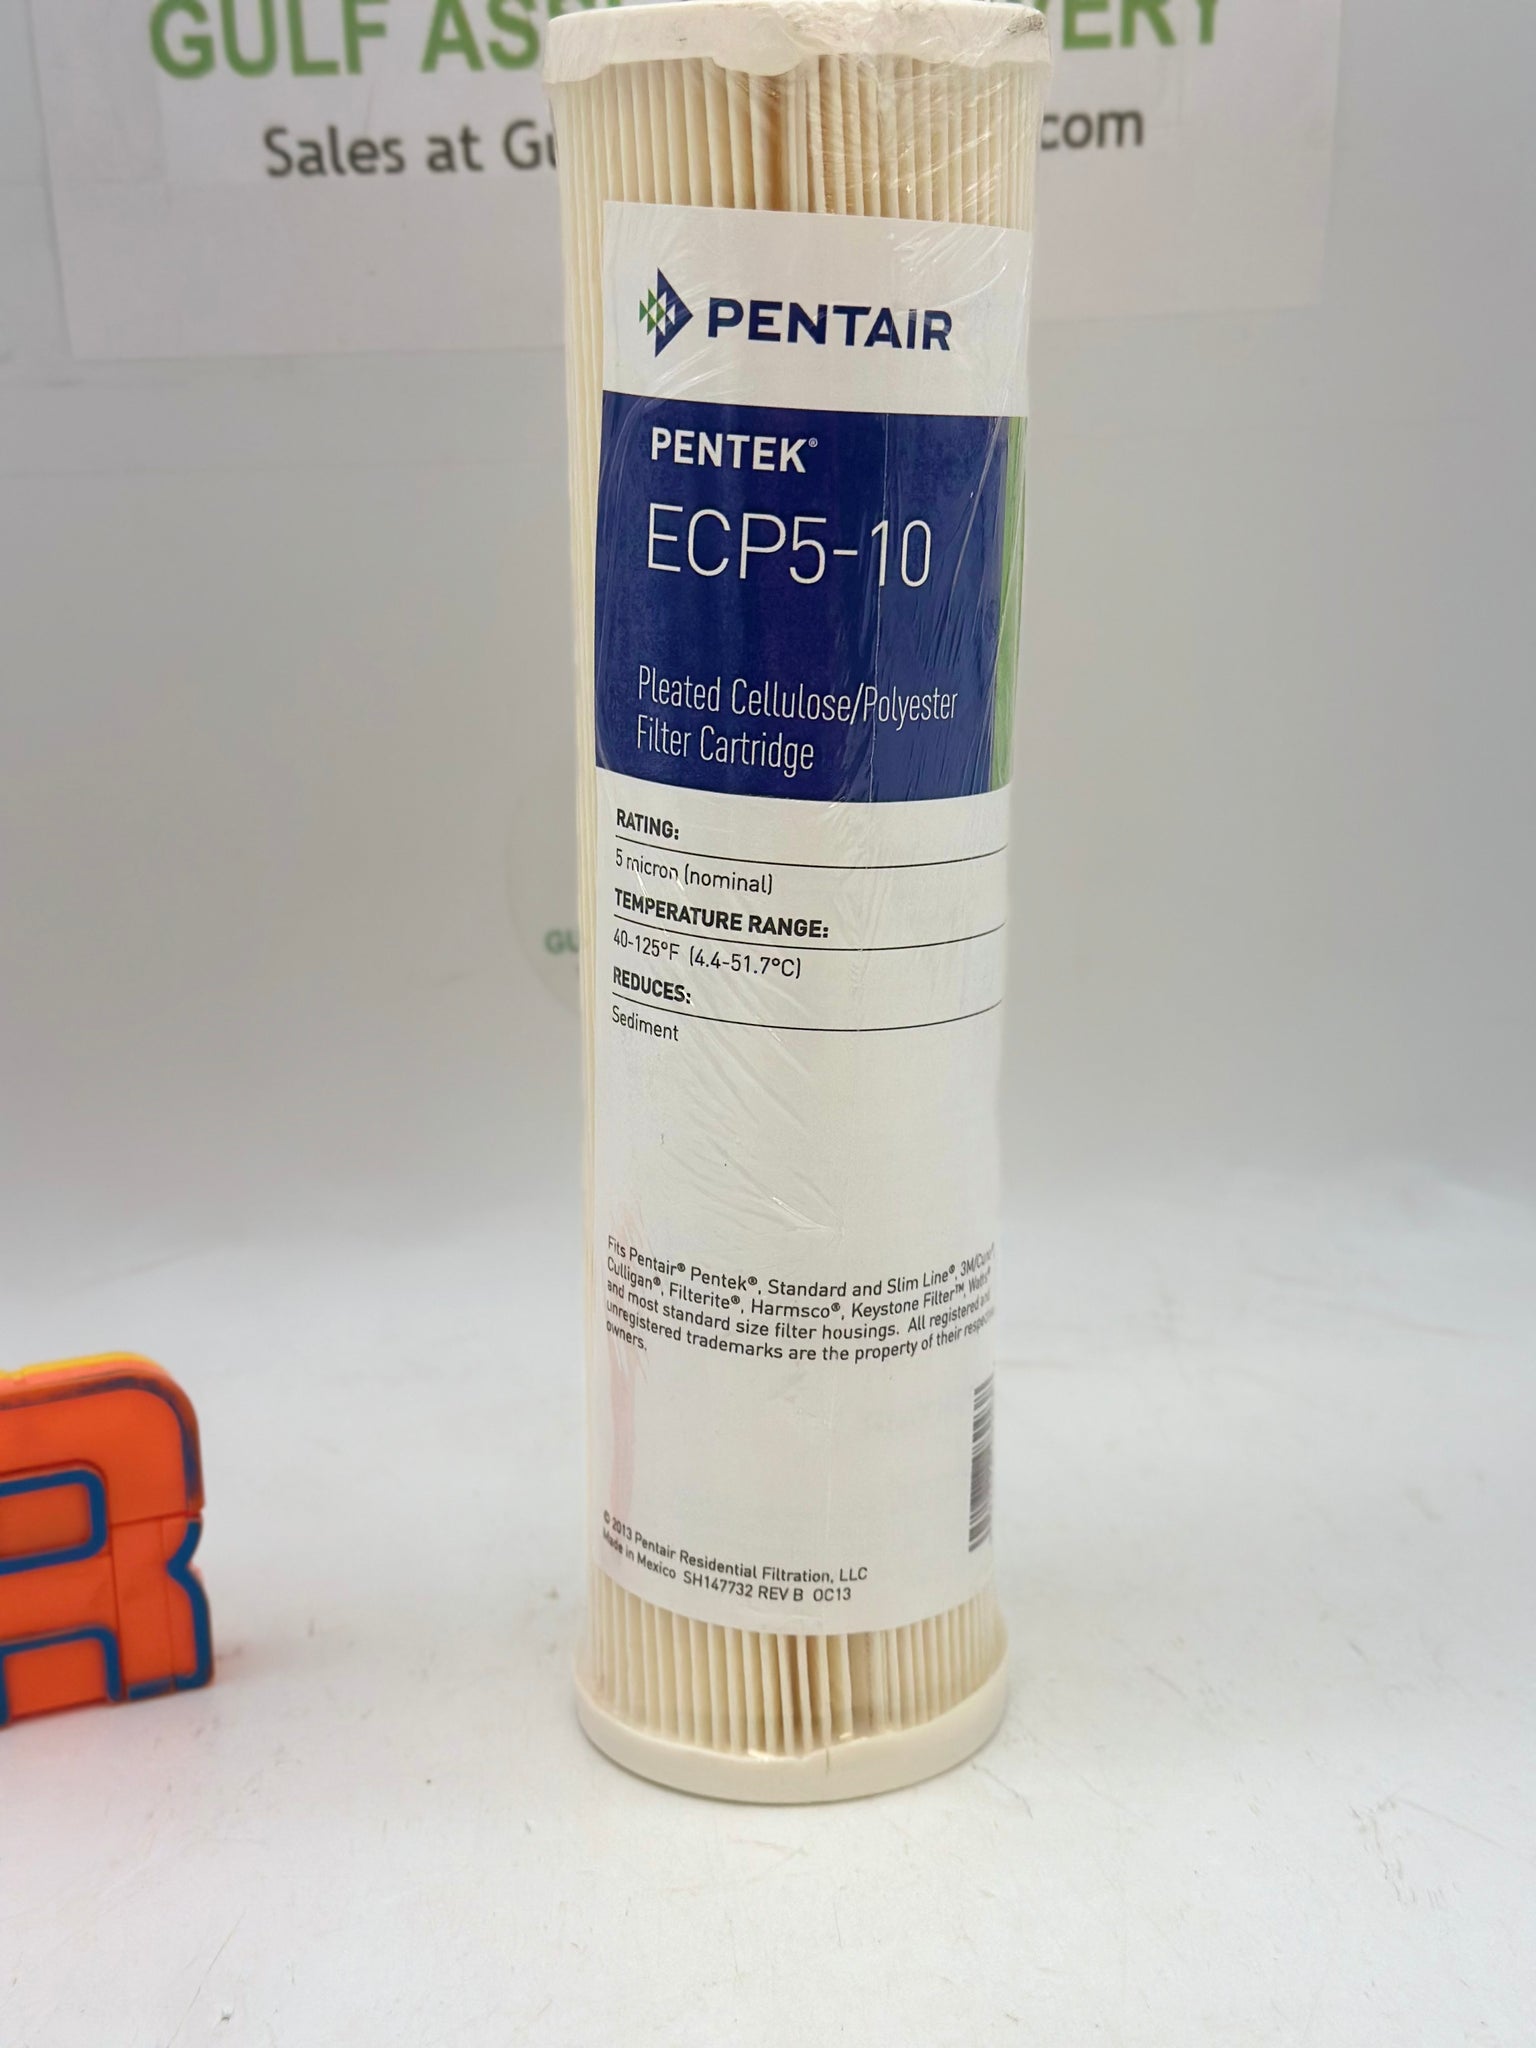 GULF
Sales at
com
PENTAIR
PENTEK®
ECP5-10
Pleated Cellulose/Polyester
Filter Cartridge
RATING:
5 micron (nominal)
TEMPERATURE RANGE:
40-125°F (4.4-51.7°C)
REDUCES:
Sediment
Fits Pentair® Pentek®, Standard and Slim Line®, 3M/Cuno®,
Culligan®, Filterite®, Harmsco®, Keystone Filter™, Watts®
and most standard size filter housings. All registered and
unregistered trademarks are the property of their respective
owners.
© 2013 Pentair Residential Filtration, LLC
Made in Mexico SH147732 REV B OC13